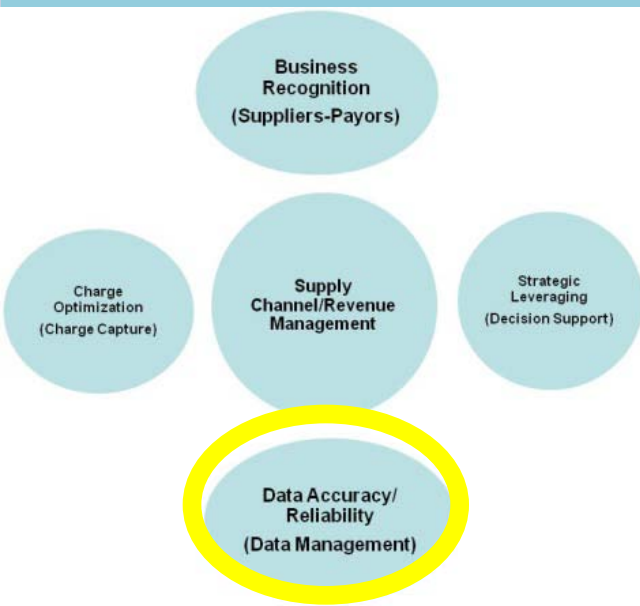 Business
Recognition
(Suppliers-Payors)
Charge
Optimization
(Charge Capture)
Supply
Channel/Revenue
Management
Strategic
Leveraging
(Decision Support)
Data Accuracy/
Reliability
(Data Management)